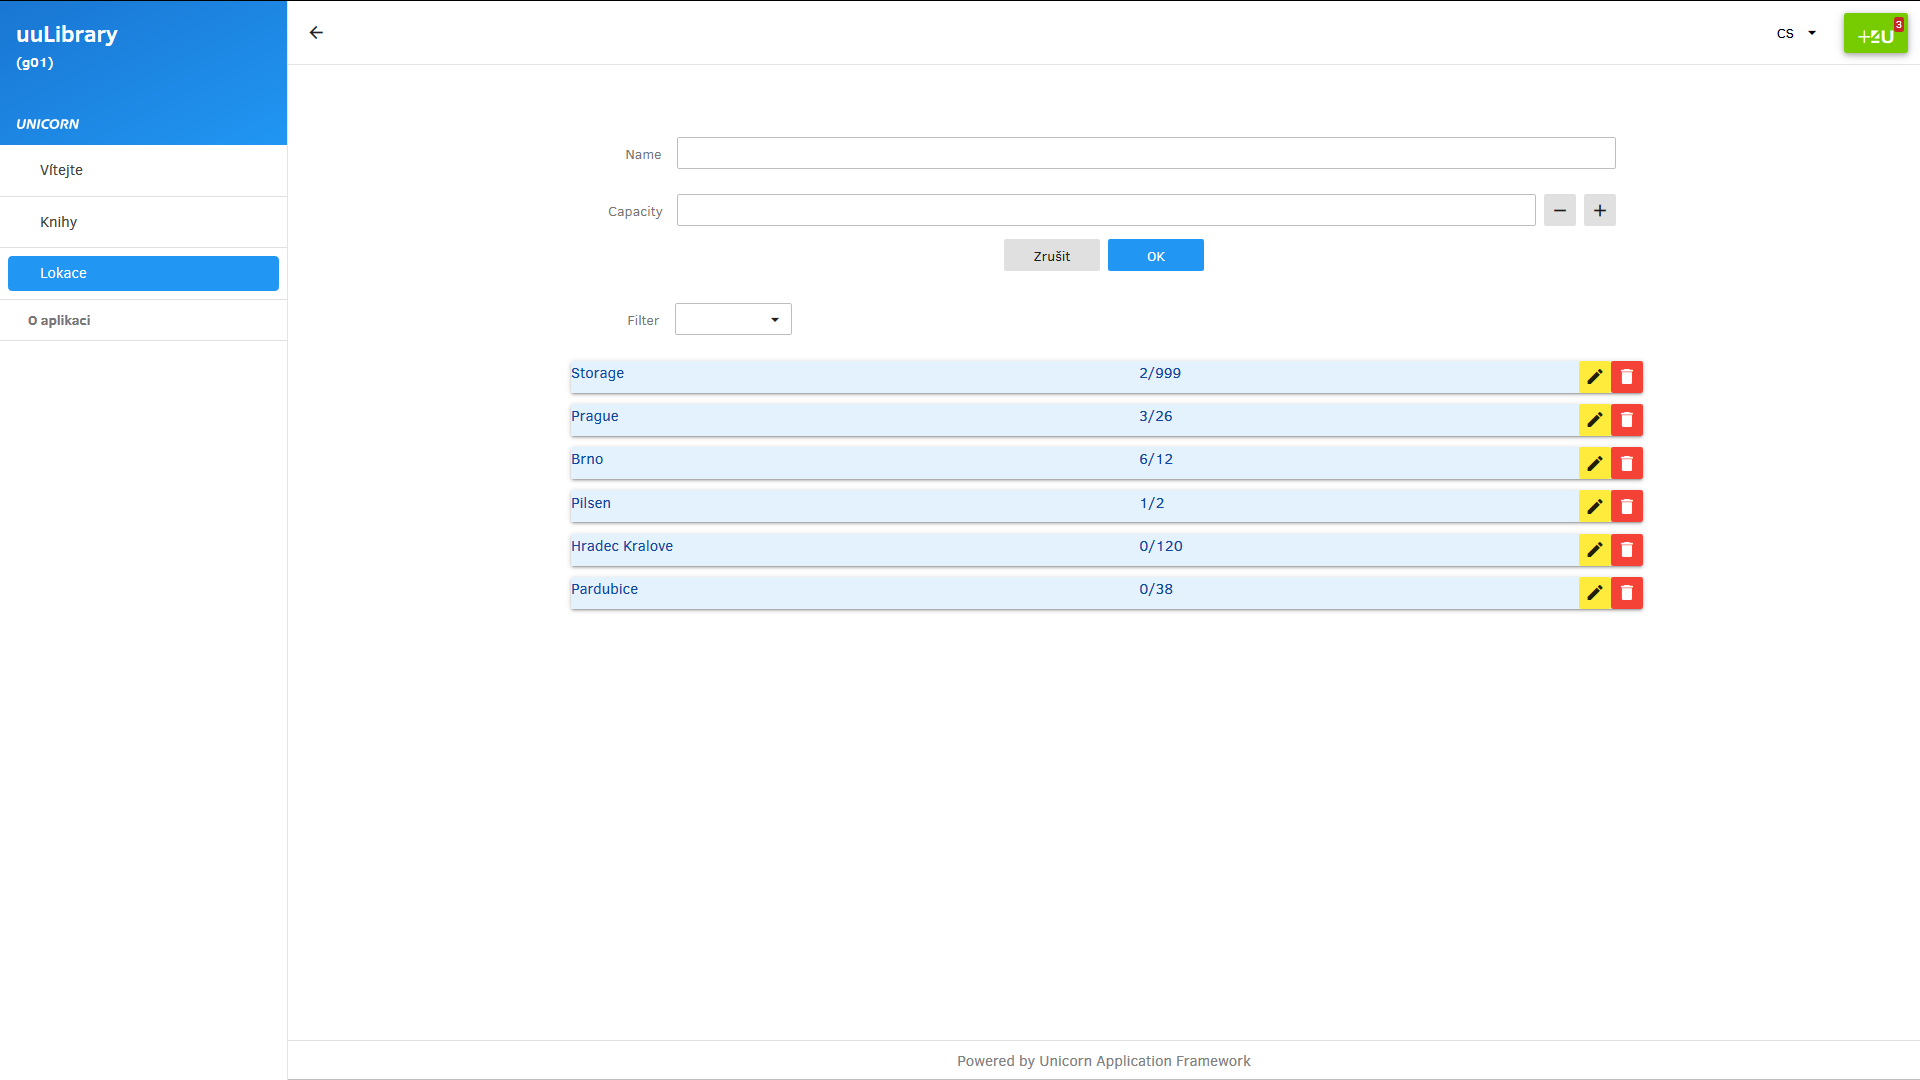 uuLibrary
(g01)
UNICORN
Vítejte
Knihy
Lokace
O aplikaci
CS
+4U
3
Name
Capacity
Zrušit
OK
Filter
Storage 2/999
Prague 3/26
Brno 6/12
Pilsen 1/2
Hradec Kralove 0/120
Pardubice 0/38
Powered by Unicorn Application Framework